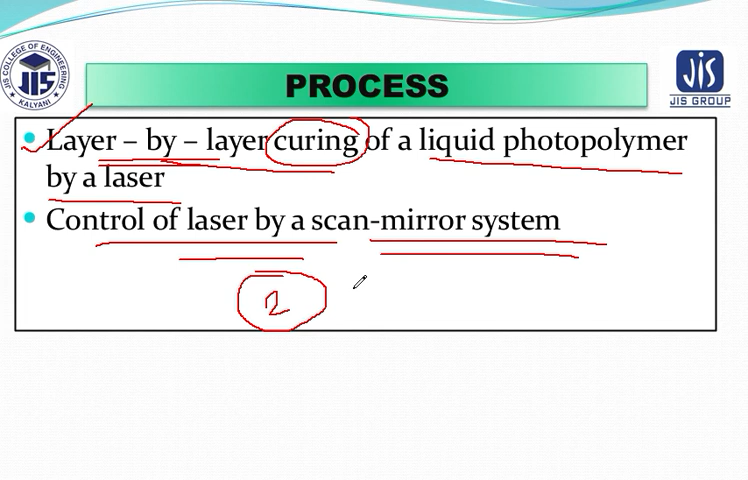 JIS COLLEGE OF ENGINEERING
JIS
KALYANI
PROCESS
JIS
JIS GROUP
Layer – by – layer curing of a liquid photopolymer
by a laser
Control of laser by a scan-mirror system
2